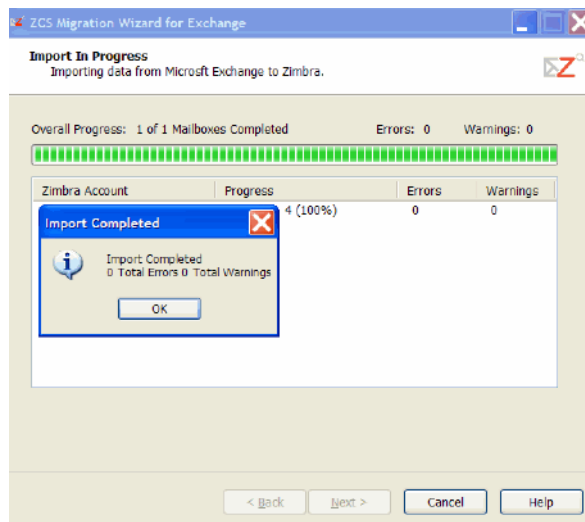 ZCS Migration Wizard for Exchange
Import In Progress
Importing data from Microsft Exchange to Zimbra.
Overall Progress: 1 of 1 Mailboxes Completed Errors: 0 Warnings: 0
Zimbra Account Progress Errors Warnings
4 (100%) 0 0
Import Completed
Import Completed
0 Total Errors 0 Total Warnings
OK
< Back Next > Cancel Help